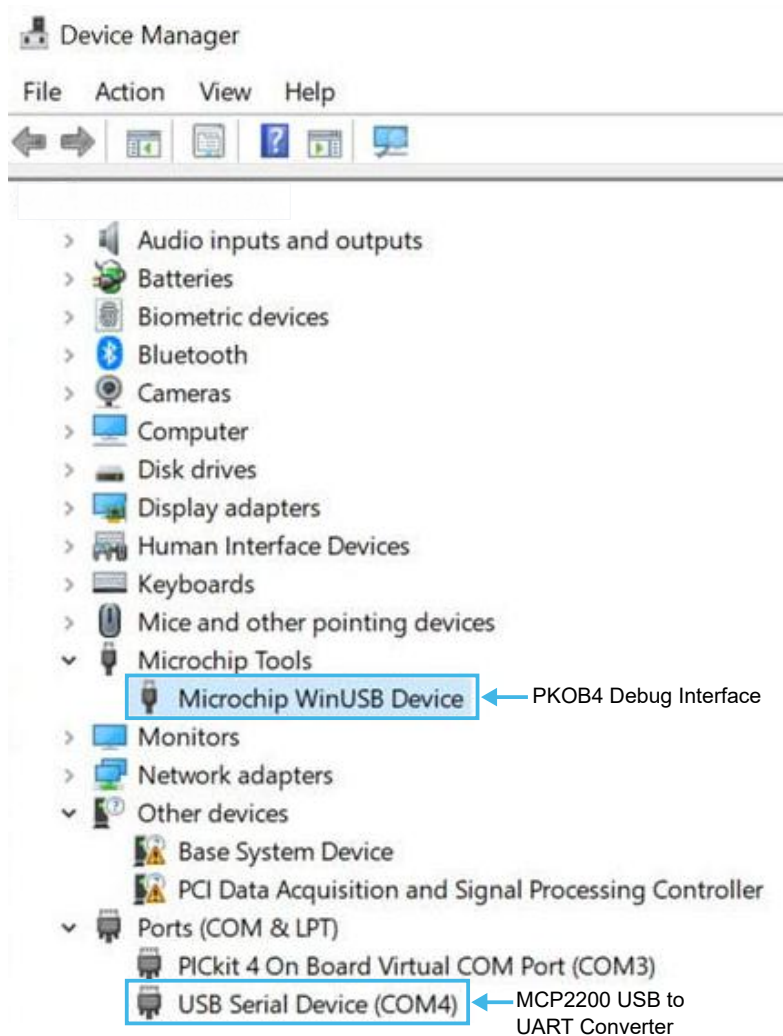 Device Manager
File Action View Help
Audio inputs and outputs
Batteries
Biometric devices
Bluetooth
Cameras
Computer
Disk drives
Display adapters
Human Interface Devices
Keyboards
Mice and other pointing devices
Microchip Tools
Microchip WinUSB Device PKOB4 Debug Interface
Monitors
Network adapters
Other devices
Base System Device
PCI Data Acquisition and Signal Processing Controller
Ports (COM & LPT)
PICkit 4 On Board Virtual COM Port (COM3)
USB Serial Device (COM4) MCP2200 USB to
UART Converter